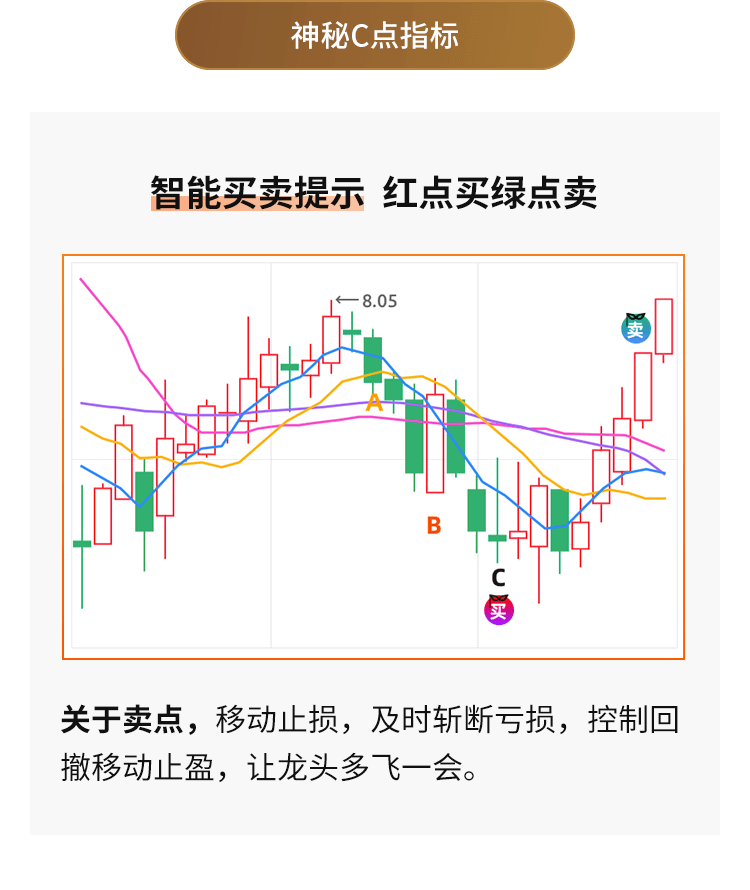 神秘C点指标
智能买卖提示 红点买绿点卖
8.05
卖
A
B
C
买
关于卖点，移动止损，及时斩断亏损，控制回
撤移动止盈，让龙头多飞一会。